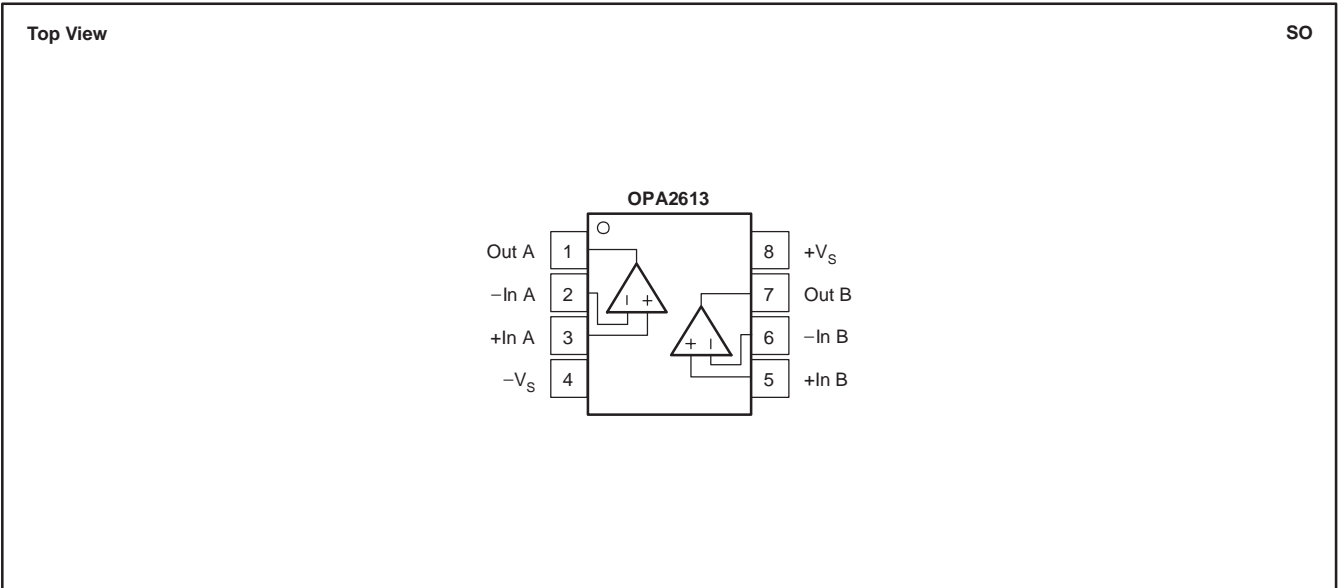 Top View
SO
OPA2613
Out A 1
−In A 2
+In A 3
−VS 4
8 +VS
7 Out B
6 −In B
5 +In B
− +
+ −